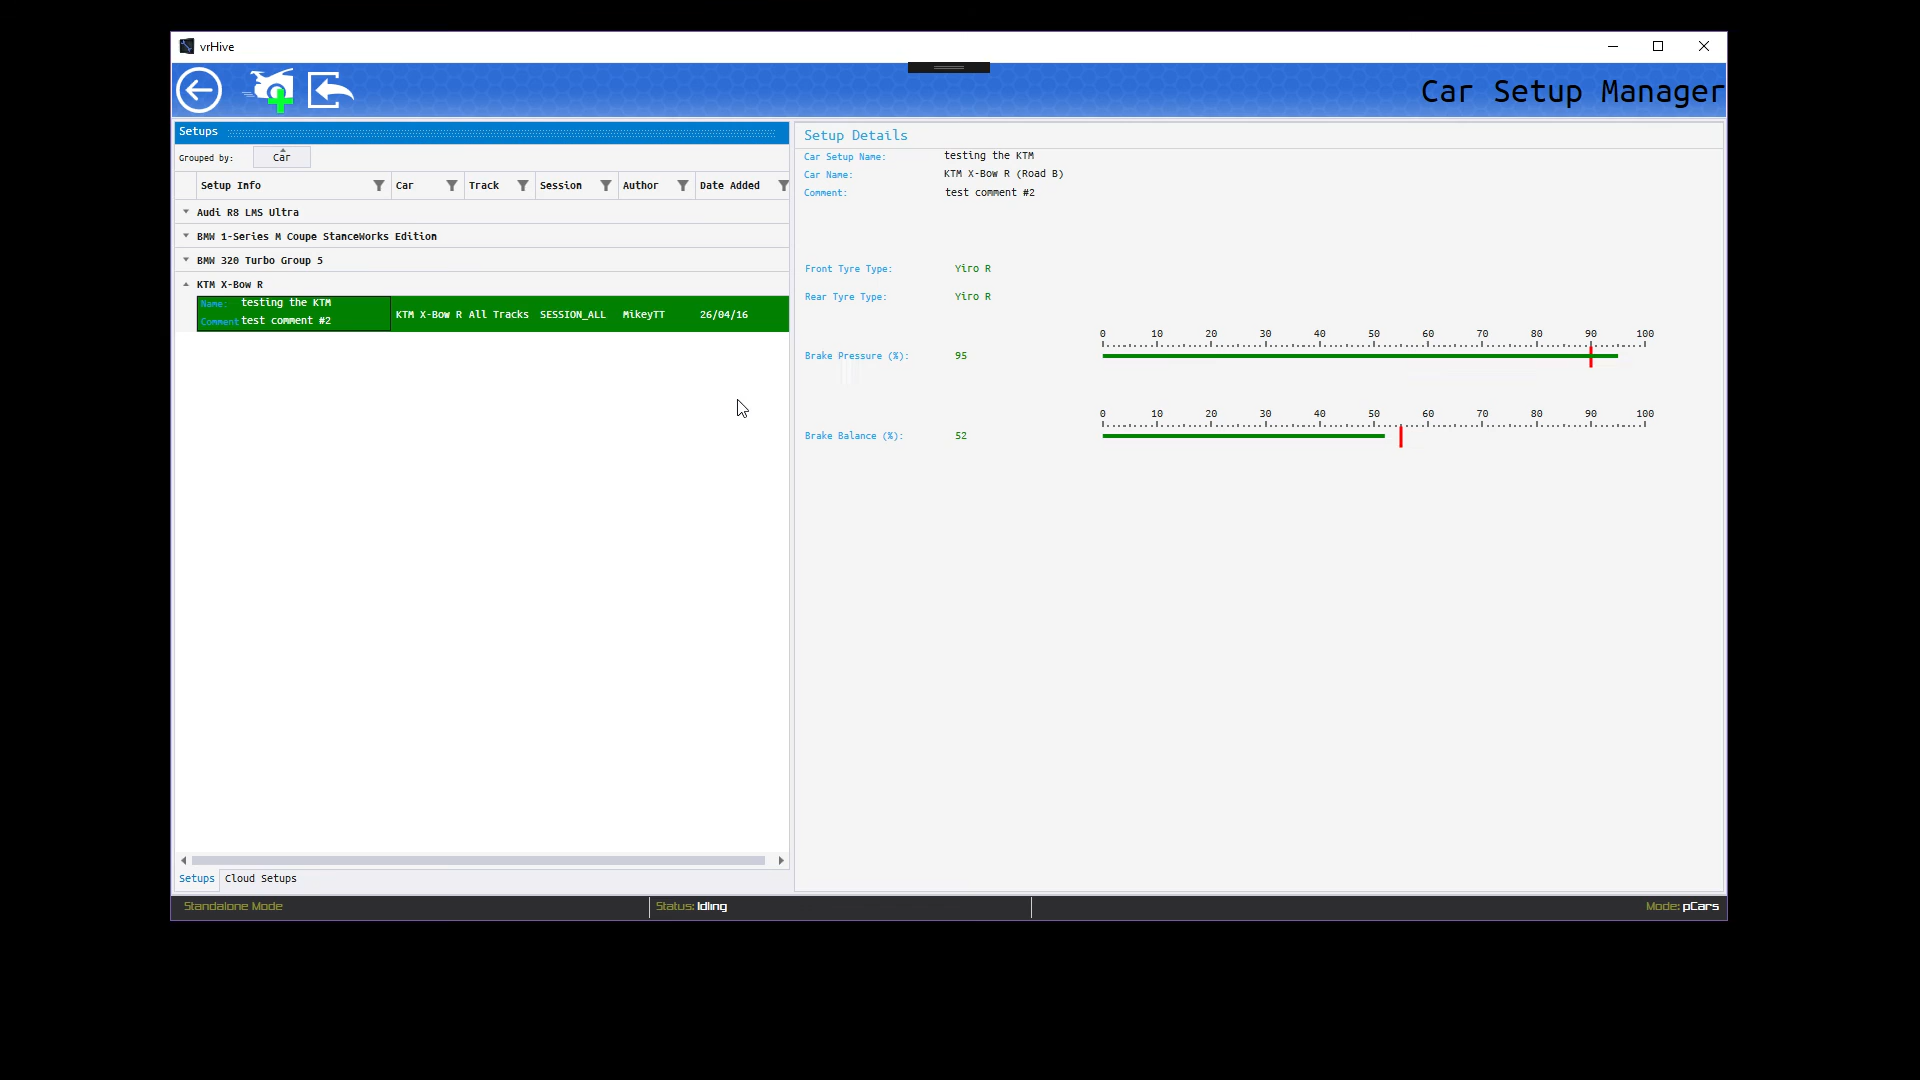 vrHive
Car Setup Manager
Setups
Grouped by: Car
Setup Info Car Track Session Author Date Added
Audi R8 LMS Ultra
BMW 1-Series M Coupe StanceWorks Edition
BMW 320 Turbo Group 5
KTM X-Bow R
Name: testing the KTM
Comment test comment #2
KTM X-Bow R All Tracks SESSION_ALL MikeyTT 26/04/16
Setups Cloud Setups
Setup Details
Car Setup Name: testing the KTM
Car Name: KTM X-Bow R (Road B)
Comment: test comment #2
Front Tyre Type: Yiro R
Rear Tyre Type: Yiro R
0 10 20 30 40 50 60 70 80 90 100
Brake Pressure (%): 95
0 10 20 30 40 50 60 70 80 90 100
Brake Balance (%): 52
Standalone Mode Status: Idling Mode: pCars